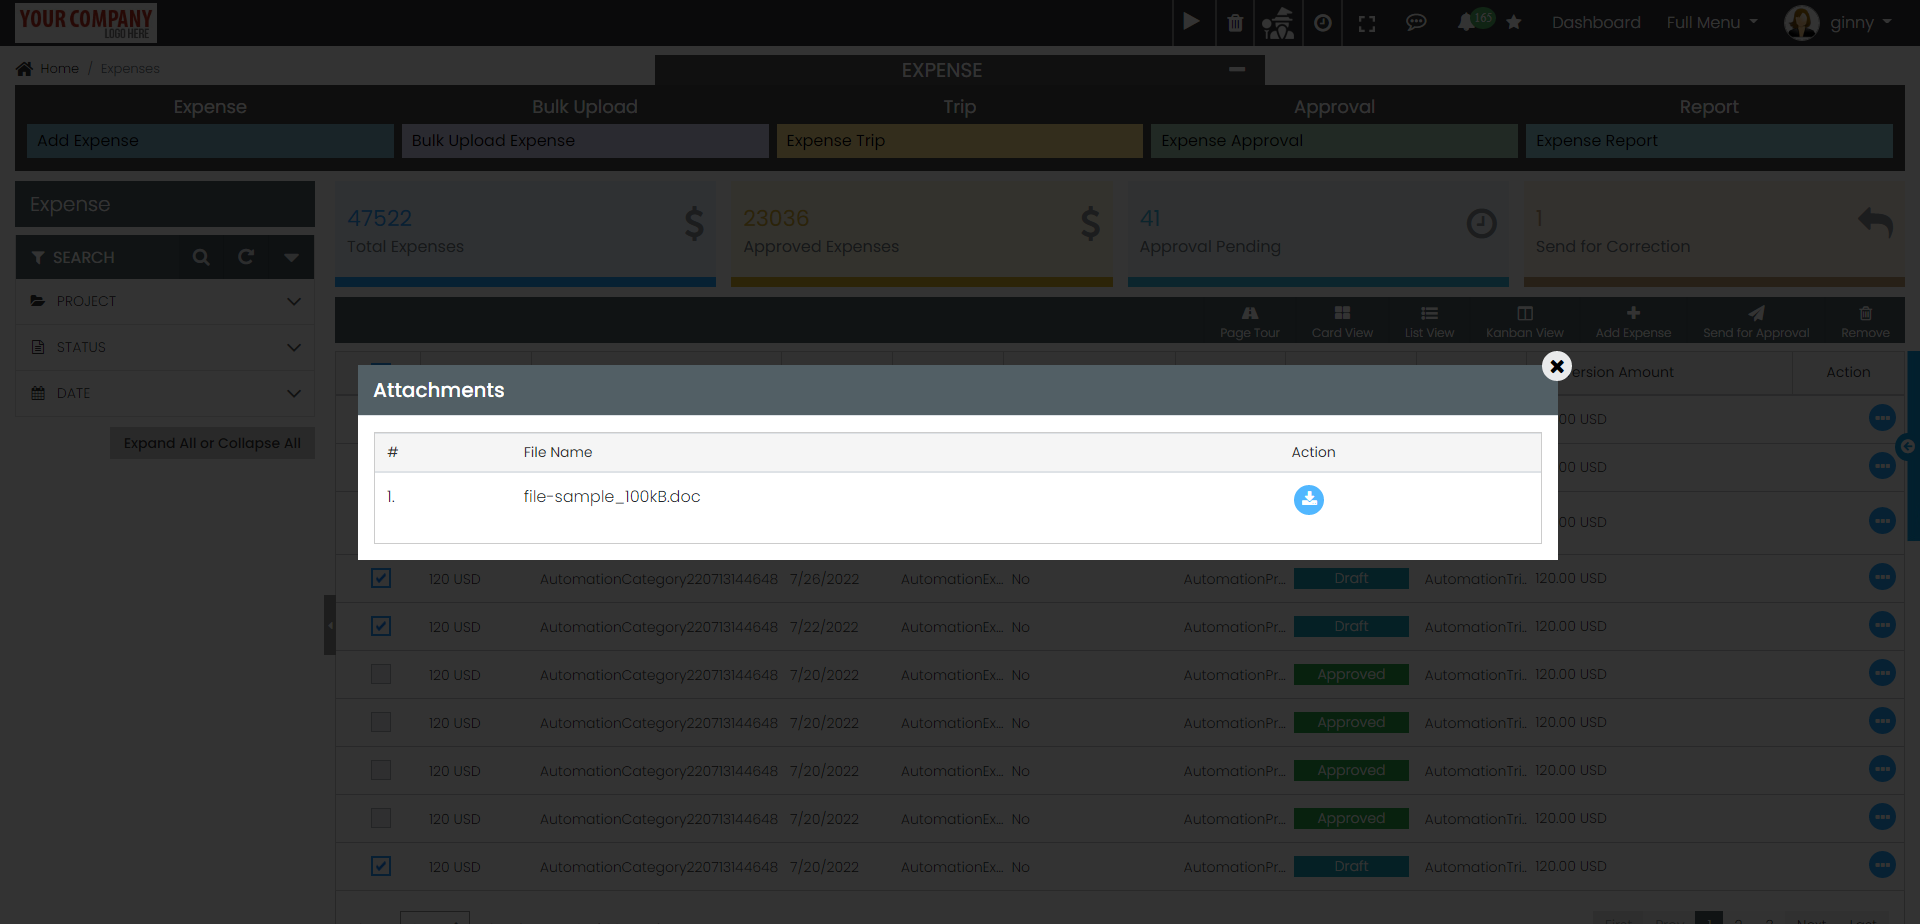 YOUR COMPANY
LOGO HERE
165
Dashboard
Full Menu
ginny
Home / Expenses
EXPENSE
Expense
Bulk Upload
Trip
Approval
Report
Add Expense
Bulk Upload Expense
Expense Trip
Expense Approval
Expense Report
Expense
47522
Total Expenses
23036
Approved Expenses
41
Approval Pending
1
Send for Correction
SEARCH
PROJECT
STATUS
DATE
Expand All or Collapse All
Page Tour
Card View
List View
Kanban View
Add Expense
Send for Approval
Remove
ersion Amount
Action
Attachments
# File Name Action
1. file-sample_100kB.doc
00 USD
00 USD
00 USD
120 USD AutomationCategory220713144648 7/26/2022 AutomationEx... No AutomationPr... Draft AutomationTri... 120.00 USD
120 USD AutomationCategory220713144648 7/22/2022 AutomationEx... No AutomationPr... Draft AutomationTri... 120.00 USD
120 USD AutomationCategory220713144648 7/20/2022 AutomationEx... No AutomationPr... Approved AutomationTri... 120.00 USD
120 USD AutomationCategory220713144648 7/20/2022 AutomationEx... No AutomationPr... Approved AutomationTri... 120.00 USD
120 USD AutomationCategory220713144648 7/20/2022 AutomationEx... No AutomationPr... Approved AutomationTri... 120.00 USD
120 USD AutomationCategory220713144648 7/20/2022 AutomationEx... No AutomationPr... Approved AutomationTri... 120.00 USD
120 USD AutomationCategory220713144648 7/20/2022 AutomationEx... No AutomationPr... Draft AutomationTri... 120.00 USD